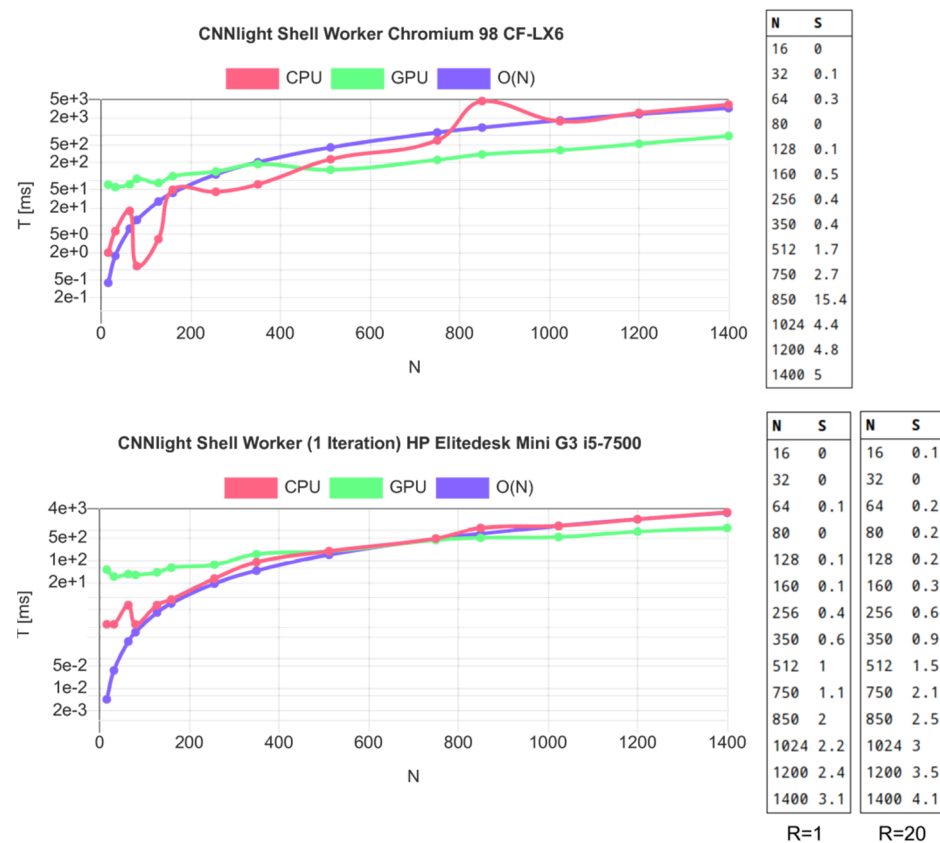 CNNlight Shell Worker Chromium 98 CF-LX6
CPU GPU O(N)
5e+3
2e+3
5e+2
2e+2
5e+1
2e+1
5e+0
2e+0
5e-1
2e-1
T [ms]
0 200 400 600 800 1000 1200 1400
N
N S
16 0
32 0.1
64 0.3
80 0
128 0.1
160 0.5
256 0.4
350 0.4
512 1.7
750 2.7
850 15.4
1024 4.4
1200 4.8
1400 5
CNNlight Shell Worker (1 Iteration) HP Elitedesk Mini G3 i5-7500
CPU GPU O(N)
4e+3
5e+2
1e+2
2e+1
5e-2
1e-2
2e-3
T [ms]
0 200 400 600 800 1000 1200 1400
N
N S
16 0
32 0
64 0.1
80 0
128 0.1
160 0.1
256 0.4
350 0.6
512 1
750 1.1
850 2
1024 2.2
1200 2.4
1400 3.1
R=1
N S
16 0.1
32 0
64 0.2
80 0.2
128 0.2
160 0.3
256 0.6
350 0.9
512 1.5
750 2.1
850 2.5
1024 3
1200 3.5
1400 4.1
R=20